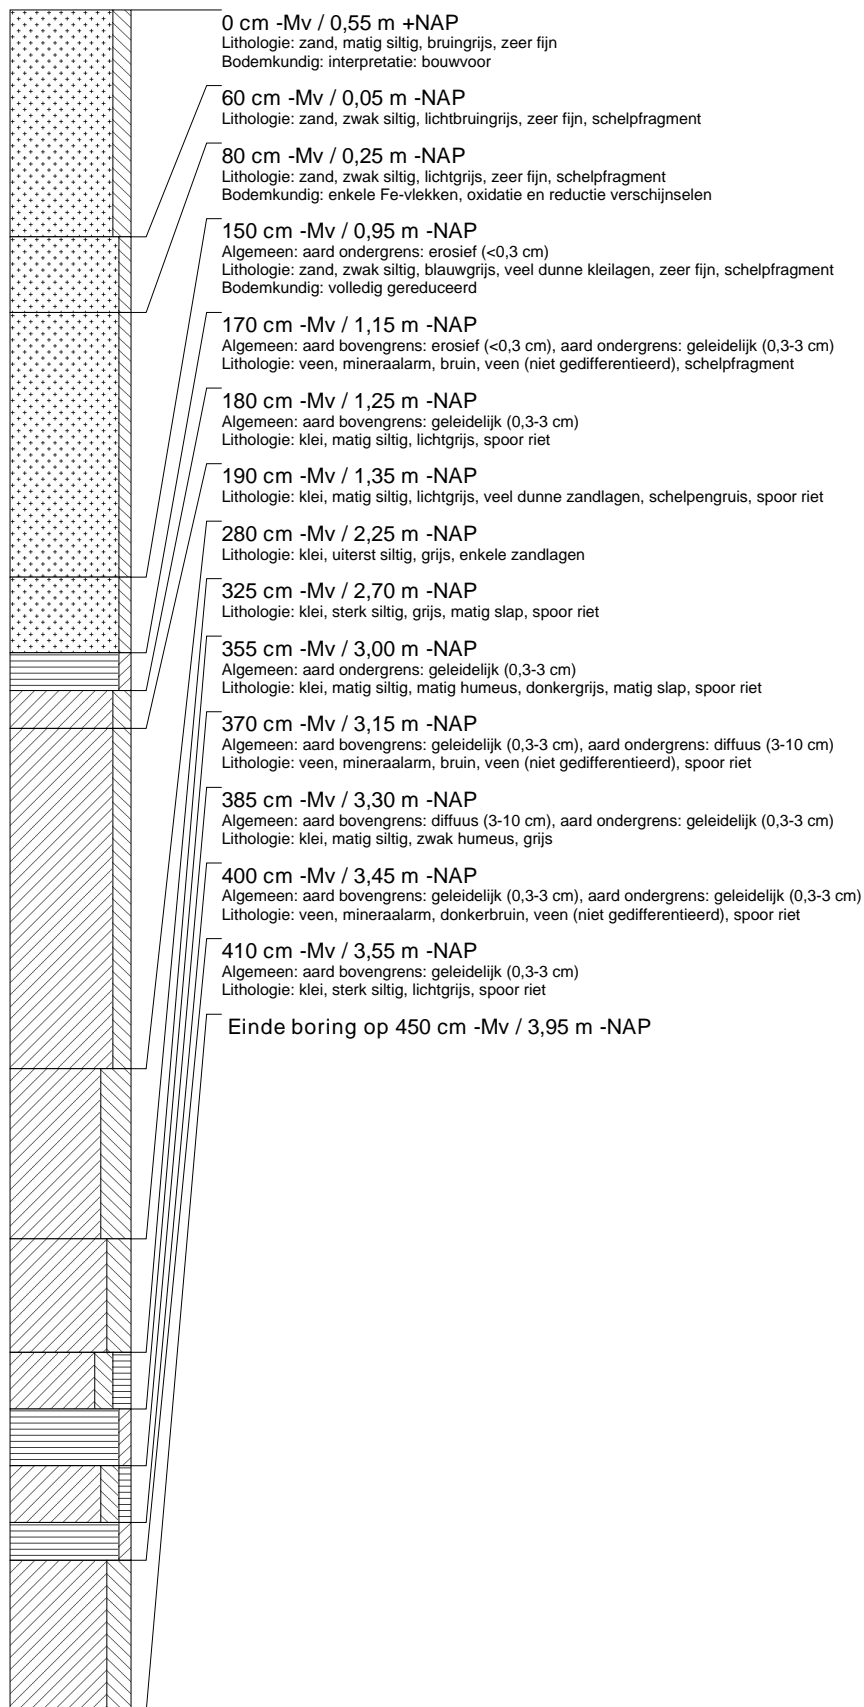 0 cm -Mv / 0,55 m +NAP
Lithologie: zand, matig siltig, bruingrijs, zeer fijn
Bodemkundig: interpretatie: bouwvoor
60 cm -Mv / 0,05 m -NAP
Lithologie: zand, zwak siltig, lichtbruingrijs, zeer fijn, schelpfragment
80 cm -Mv / 0,25 m -NAP
Lithologie: zand, zwak siltig, lichtgrijs, zeer fijn, schelpfragment
Bodemkundig: enkele Fe-vlekken, oxidatie en reductie verschijnselen
150 cm -Mv / 0,95 m -NAP
Algemeen: aard ondergrens: erosief (<0,3 cm)
Lithologie: zand, zwak siltig, blauwgrijs, veel dunne kleilagen, zeer fijn, schelpfragment
Bodemkundig: volledig gereduceerd
170 cm -Mv / 1,15 m -NAP
Algemeen: aard bovengrens: erosief (<0,3 cm), aard ondergrens: geleidelijk (0,3-3 cm)
Lithologie: veen, mineraalarm, bruin, veen (niet gedifferentieerd), schelpfragment
180 cm -Mv / 1,25 m -NAP
Algemeen: aard bovengrens: geleidelijk (0,3-3 cm)
Lithologie: klei, matig siltig, lichtgrijs, spoor riet
190 cm -Mv / 1,35 m -NAP
Lithologie: klei, matig siltig, lichtgrijs, veel dunne zandlagen, schelpengruis, spoor riet
280 cm -Mv / 2,25 m -NAP
Lithologie: klei, uiterst siltig, grijs, enkele zandlagen
325 cm -Mv / 2,70 m -NAP
Lithologie: klei, sterk siltig, grijs, matig slap, spoor riet
355 cm -Mv / 3,00 m -NAP
Algemeen: aard ondergrens: geleidelijk (0,3-3 cm)
Lithologie: klei, matig siltig, matig humeus, donkergrijs, matig slap, spoor riet
370 cm -Mv / 3,15 m -NAP
Algemeen: aard bovengrens: geleidelijk (0,3-3 cm), aard ondergrens: diffuus (3-10 cm)
Lithologie: veen, mineraalarm, bruin, veen (niet gedifferentieerd), spoor riet
385 cm -Mv / 3,30 m -NAP
Algemeen: aard bovengrens: diffuus (3-10 cm), aard ondergrens: geleidelijk (0,3-3 cm)
Lithologie: klei, matig siltig, zwak humeus, grijs
400 cm -Mv / 3,45 m -NAP
Algemeen: aard bovengrens: geleidelijk (0,3-3 cm), aard ondergrens: geleidelijk (0,3-3 cm)
Lithologie: veen, mineraalarm, donkerbruin, veen (niet gedifferentieerd), spoor riet
410 cm -Mv / 3,55 m -NAP
Algemeen: aard bovengrens: geleidelijk (0,3-3 cm)
Lithologie: klei, sterk siltig, lichtgrijs, spoor riet
Einde boring op 450 cm -Mv / 3,95 m -NAP